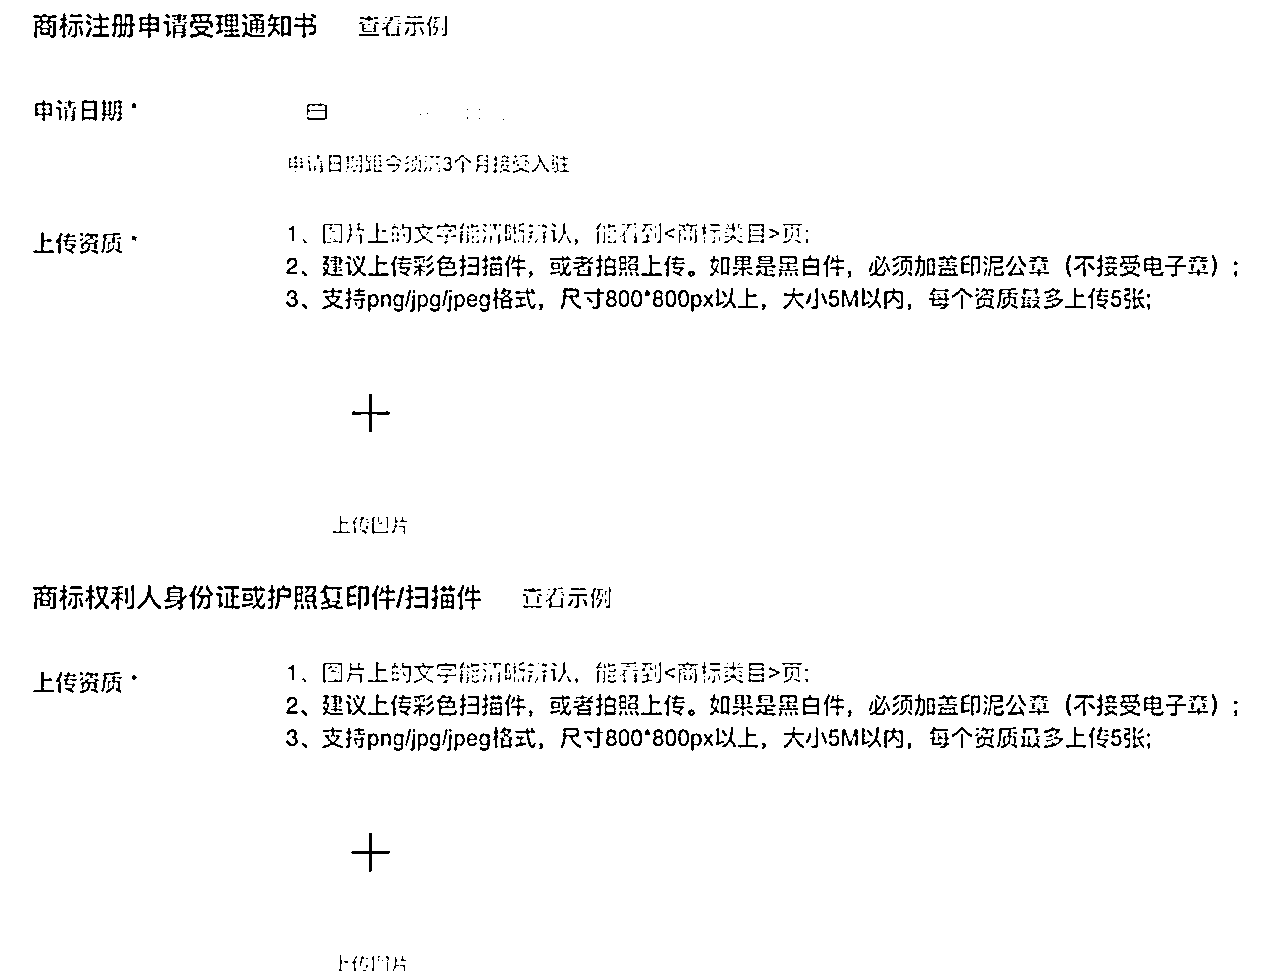 商标注册申请受理通知书 查看示例
申请日期 *
申请日期距今须满3个月接受入驻
上传资质 *
1、图片上的文字能清晰辨认，能看到<商标类目>页;
2、建议上传彩色扫描件，或者拍照上传。如果是黑白件，必须加盖印泥公章（不接受电子章）;
3、支持png/jpg/jpeg格式，尺寸800*800px以上，大小5M以内，每个资质最多上传5张;
上传图片
商标权利人身份证或护照复印件/扫描件 查看示例
上传资质 *
1、图片上的文字能清晰辨认，能看到<商标类目>页;
2、建议上传彩色扫描件，或者拍照上传。如果是黑白件，必须加盖印泥公章（不接受电子章）;
3、支持png/jpg/jpeg格式，尺寸800*800px以上，大小5M以内，每个资质最多上传5张;
上传图片